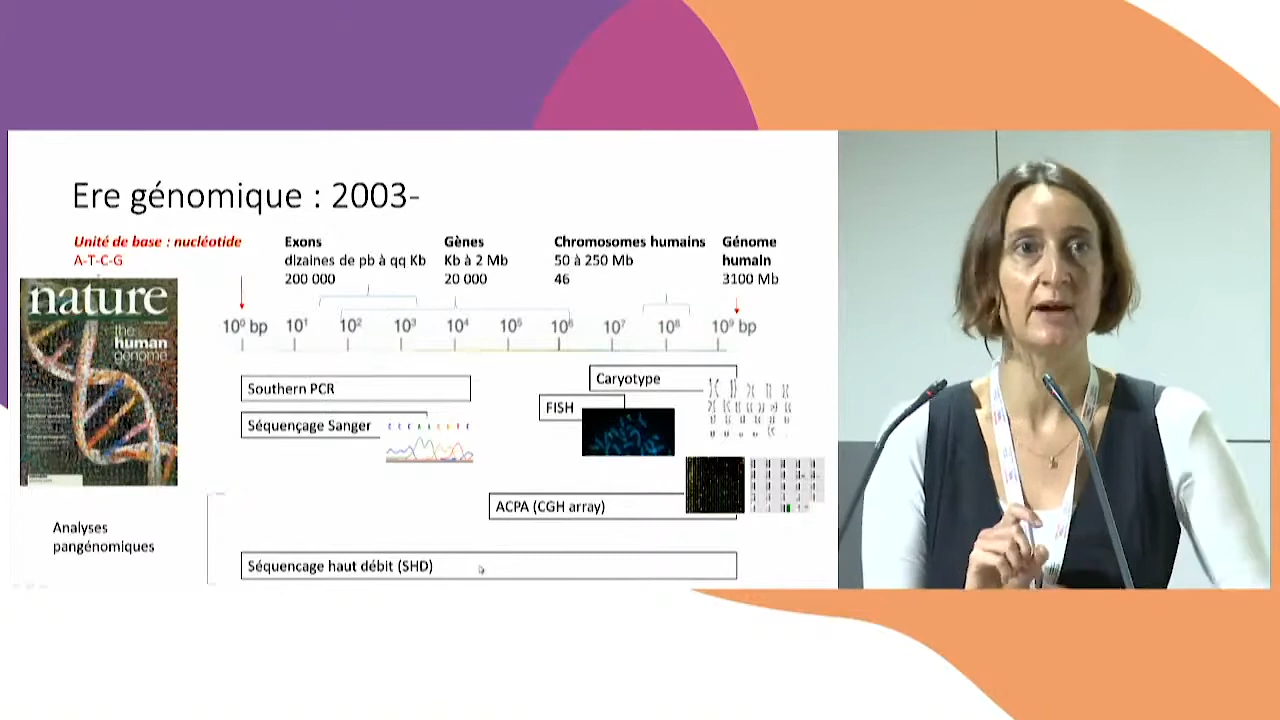 Ere génomique : 2003-
Unité de base : nucléotide
A-T-C-G
Exons
dizaines de pb à qq Kb
200 000
Gènes
Kb à 2 Mb
20 000
Chromosomes humains
50 à 250 Mb
46
Génome
humain
3100 Mb
nature
the
human
genome
10⁰ bp 10¹ 10² 10³ 10⁴ 10⁵ 10⁶ 10⁷ 10⁸ 10⁹ bp
Southern PCR
Caryotype
FISH
Séquençage Sanger
ACPA (CGH array)
Analyses
pangénomiques
Séquencage haut débit (SHD)